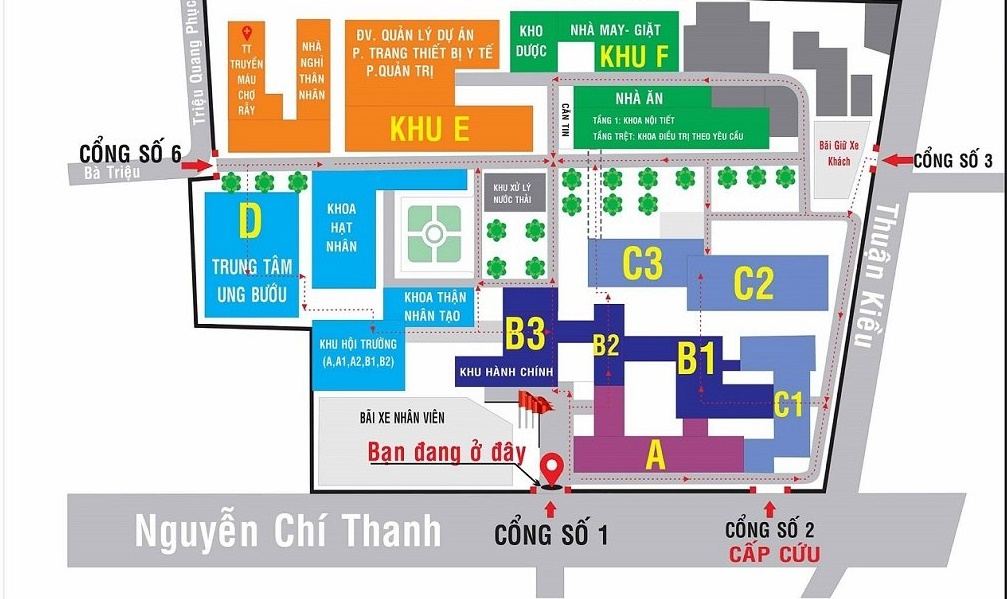 Triệu Quang Phục
TT
TRUYỀN
MÁU
CHỢ
RẪY
NHÀ
NGHỈ
THÂN
NHÂN
ĐV. QUẢN LÝ DỰ ÁN
P. TRANG THIẾT BỊ Y TẾ
P.QUẢN TRỊ
KHU E
KHO
DƯỢC
NHÀ MAY- GIẶT
KHU F
CĂN TIN
NHÀ ĂN
TẦNG 1: KHOA NỘI TIẾT
TẦNG TRỆT: KHOA ĐIỀU TRỊ THEO YÊU CẦU
Bãi Giữ Xe
Khách
CỔNG SỐ 6
Bà Triệu
CỔNG SỐ 3
D
TRUNG TÂM
UNG BƯỚU
KHOA
HẠT
NHÂN
KHU XỬ LÝ
NƯỚC THẢI
C3
C2
Thuận Kiều
KHOA THẬN
NHÂN TẠO
KHU HỘI TRƯỜNG
(A,A1,A2,B1,B2)
B3
KHU HÀNH CHÍNH
B2
B1
C1
BÃI XE NHÂN VIÊN
Bạn đang ở đây
A
Nguyễn Chí Thanh
CỔNG SỐ 1
CỔNG SỐ 2
CẤP CỨU